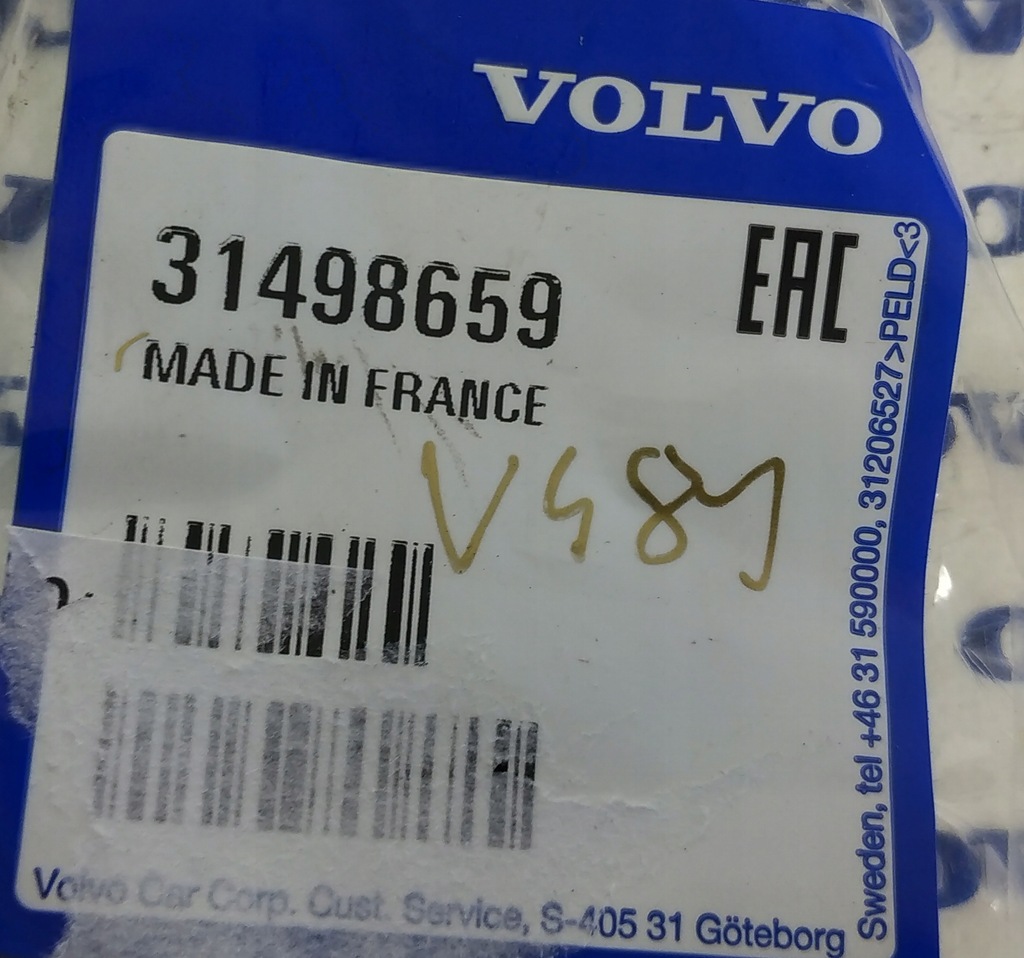 VOLVO
31498659
EAC
MADE IN FRANCE
V489
Volvo Car Corp. Cust. Service, S-405 31 Göteborg
Sweden, tel +46 31 590000, 31206527>PELD<3